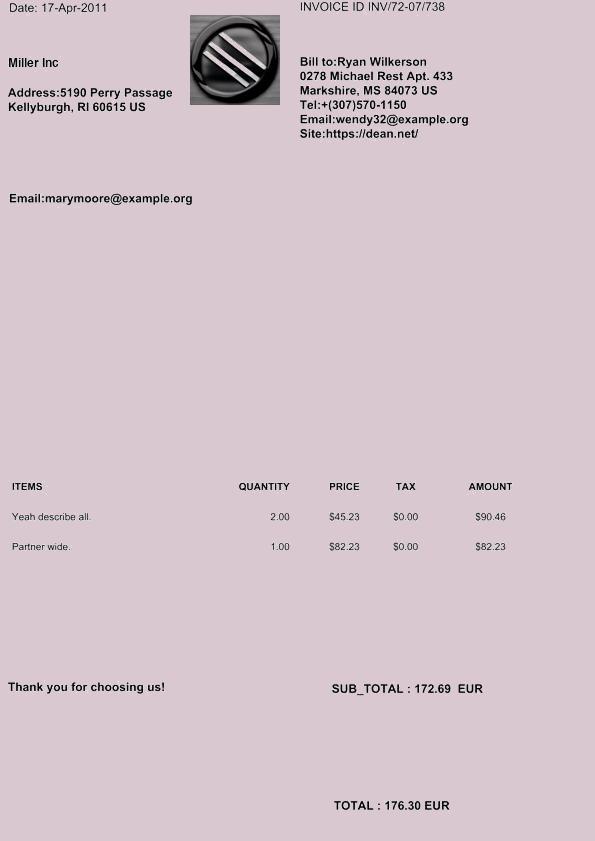 Date: 17-Apr-2011
INVOICE ID INV/72-07/738
Miller Inc
Address:5190 Perry Passage
Kellyburgh, RI 60615 US
Bill to:Ryan Wilkerson
0278 Michael Rest Apt. 433
Markshire, MS 84073 US
Tel:+(307)570-1150
Email:wendy32@example.org
Site:https://dean.net/
Email:marymoore@example.org
ITEMS QUANTITY PRICE TAX AMOUNT
Yeah describe all. 2.00 $45.23 $0.00 $90.46
Partner wide. 1.00 $82.23 $0.00 $82.23
Thank you for choosing us!
SUB_TOTAL : 172.69 EUR
TOTAL : 176.30 EUR